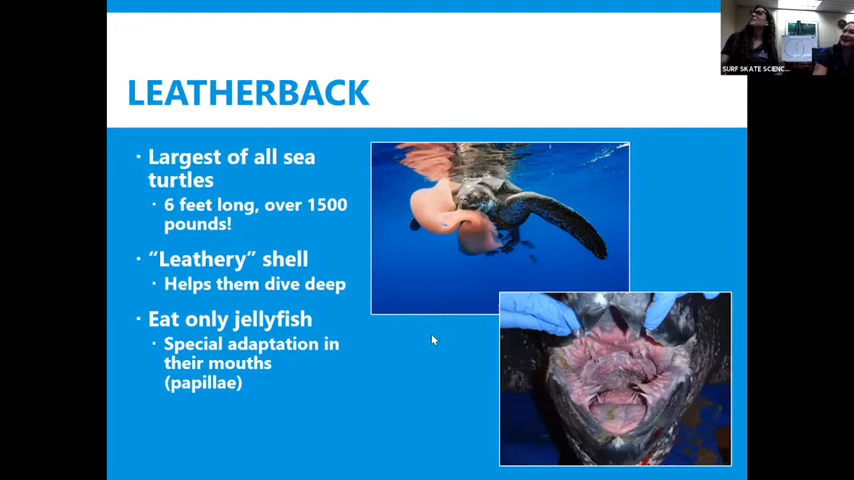 SURF SKATE SCIENC...
LEATHERBACK
· Largest of all sea
turtles
· 6 feet long, over 1500
pounds!
· “Leathery” shell
· Helps them dive deep
· Eat only jellyfish
· Special adaptation in
their mouths
(papillae)